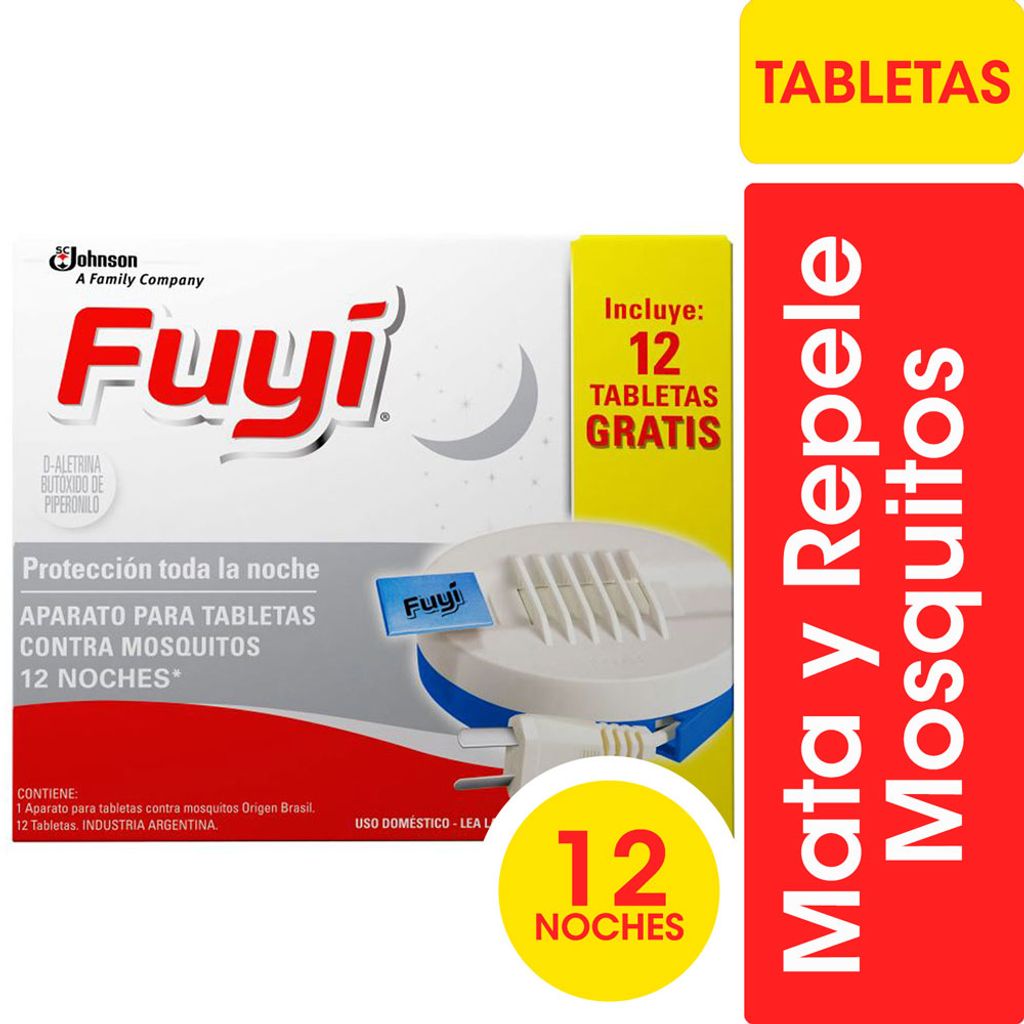 TABLETAS
Mata y Repele
Mosquitos
SC
Johnson
A Family Company
Fuyí®
D-ALETRINA
BUTOXIDO DE
PIPERONILO
Incluye:
12
TABLETAS
GRATIS
Protección toda la noche
APARATO PARA TABLETAS
CONTRA MOSQUITOS
12 NOCHES*
Fuyí
CONTIENE:
1 Aparato para tabletas contra mosquitos Origen Brasil.
12 Tabletas. INDUSTRIA ARGENTINA.
USO DOMÉSTICO - LEA
12
NOCHES